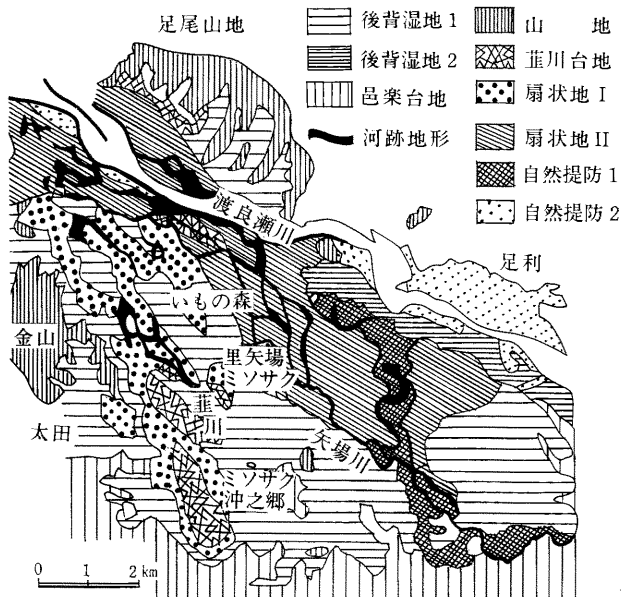 足尾山地
後背湿地1
後背湿地2
邑楽台地
河跡地形
山 地
韮川台地
扇状地Ⅰ
扇状地Ⅱ
自然提防1
自然提防2
渡良瀬川
足利
いもの森
金山
里矢場
ミソサク
韮川
太田
矢場川
ミソサク
沖之郷
0 1 2 km